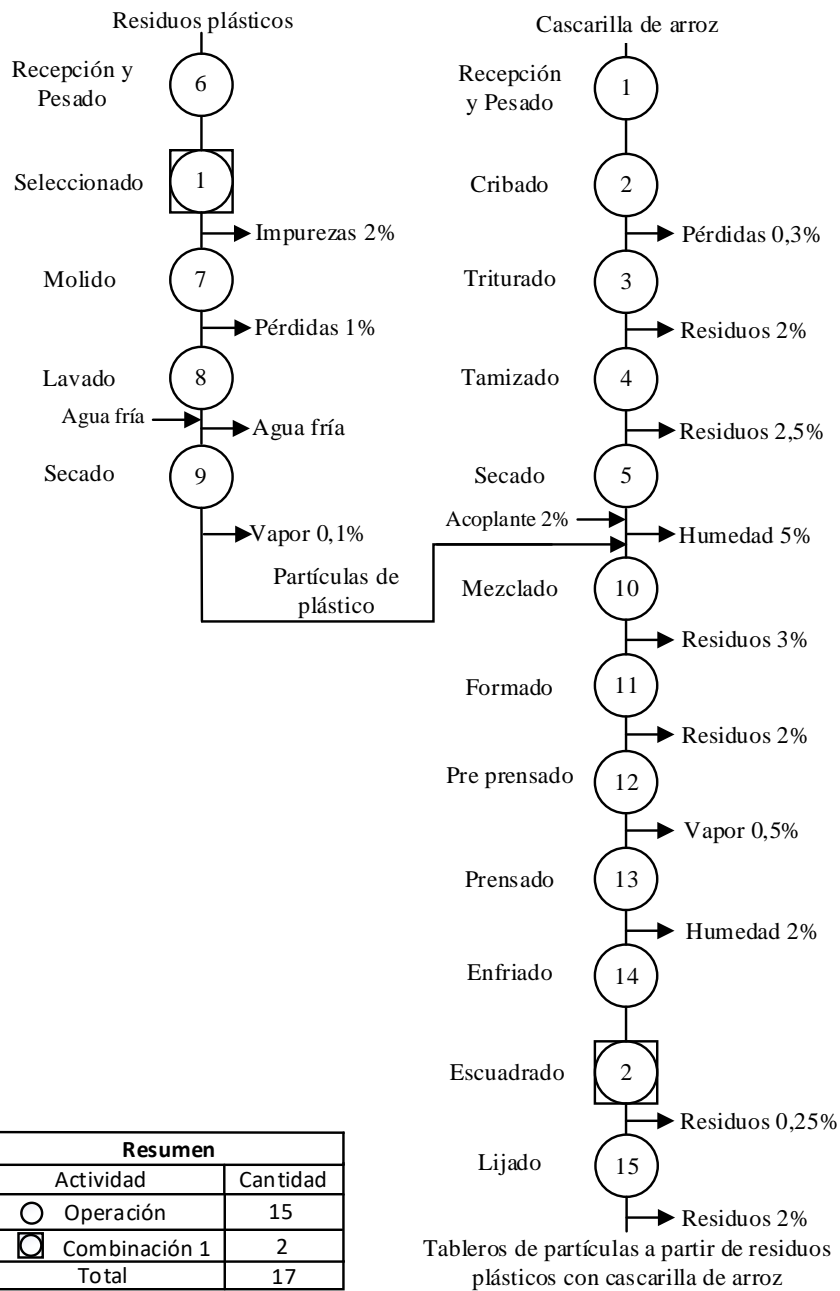 Residuos plásticos
Recepción y
Pesado
6
Seleccionado
1
Impurezas 2%
Molido
7
Pérdidas 1%
Lavado
8
Agua fría
Agua fría
Secado
9
Vapor 0,1%
Partículas de
plástico
Cascarilla de arroz
Recepción
y Pesado
1
Cribado
2
Pérdidas 0,3%
Triturado
3
Residuos 2%
Tamizado
4
Residuos 2,5%
Secado
5
Acoplante 2%
Humedad 5%
Mezclado
10
Residuos 3%
Formado
11
Residuos 2%
Pre prensado
12
Vapor 0,5%
Prensado
13
Humedad 2%
Enfriado
14
Escuadrado
2
Residuos 0,25%
Lijado
15
Residuos 2%
Tableros de partículas a partir de residuos
plásticos con cascarilla de arroz
Resumen
Actividad Cantidad
Operación 15
Combinación 1 2
Total 17